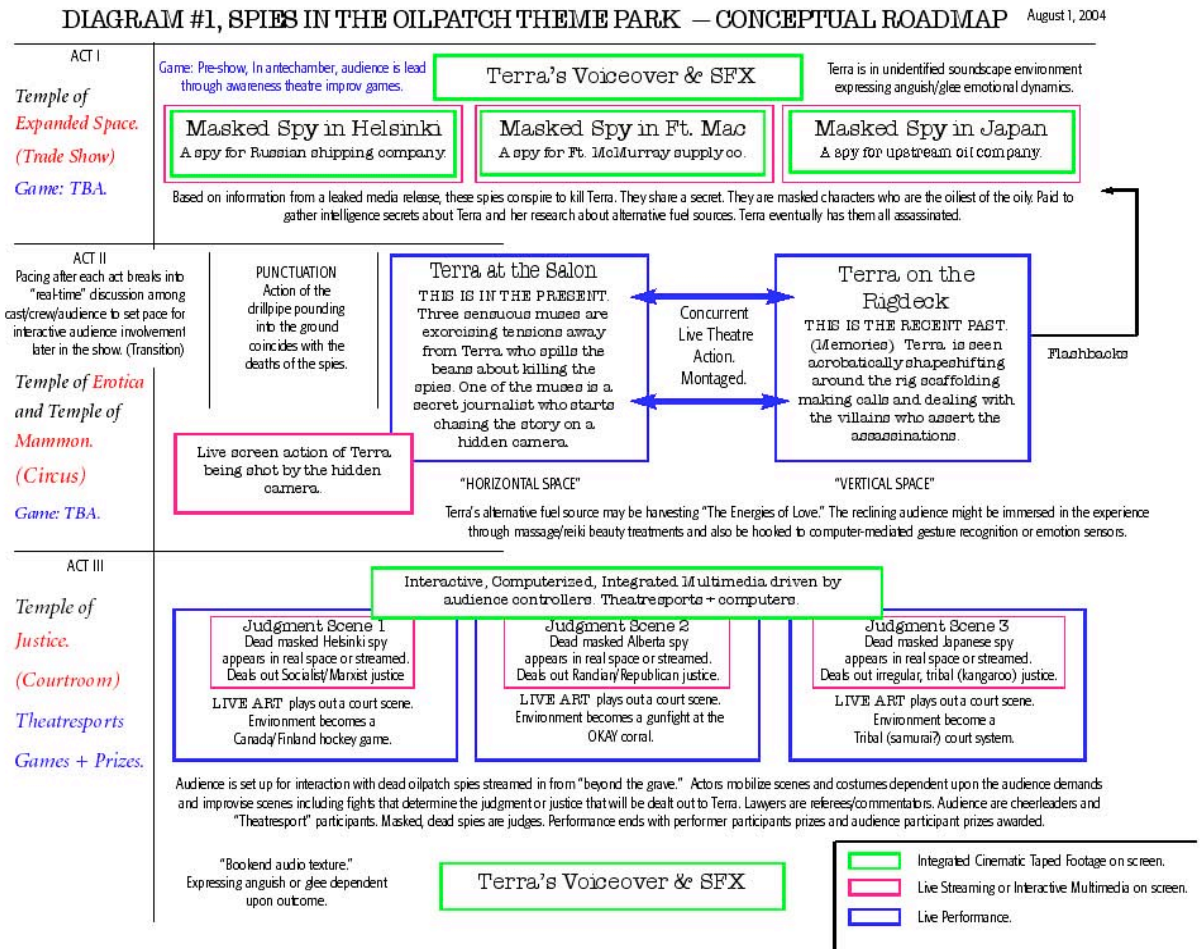 DIAGRAM #1, SPIES IN THE OILPATCH THEME PARK – CONCEPTUAL ROADMAP
August 1, 2004
ACT I
Temple of
Expanded Space.
(Trade Show)
Game: TBA.
Game: Pre-show, In antechamber, audience is lead
through awareness theatre improv games.
Terra's Voiceover & SFX
Terra is in unidentified soundscape environment
expressing anguish/glee emotional dynamics.
Masked Spy in Helsinki
A spy for Russian shipping company.
Masked Spy in Ft. Mac
A spy for Ft. McMurray supply co.
Masked Spy in Japan
A spy for upstream oil company.
Based on information from a leaked media release, these spies conspire to kill Terra. They share a secret. They are masked characters who are the oiliest of the oily. Paid to
gather intelligence secrets about Terra and her research about alternative fuel sources. Terra eventually has them all assassinated.
ACT II
Pacing after each act breaks into
"real-time" discussion among
cast/crew/audience to set pace for
interactive audience involvement
later in the show. (Transition)
Temple of Erotica
and Temple of
Mammon.
(Circus)
Game: TBA.
PUNCTUATION
Action of the
drillpipe pounding
into the ground
coincides with the
deaths of the spies.
Terra at the Salon
THIS IS IN THE PRESENT.
Three sensuous muses are
exorcising tensions away
from Terra who spills the
beans about killing the
spies. One of the muses is a
secret journalist who starts
chasing the story on a
hidden camera.
Concurrent
Live Theatre
Action.
Montaged.
Terra on the
Rigdeck
THIS IS THE RECENT PAST.
(Memories) Terra is seen
acrobatically shapeshifting
around the rig scaffolding
making calls and dealing with
the villains who assert the
assassinations.
Flashbacks
Live screen action of Terra
being shot by the hidden
camera.
"HORIZONTAL SPACE"
"VERTICAL SPACE"
Terra's alternative fuel source may be harvesting "The Energies of Love." The reclining audience might be immersed in the experience
through massage/reiki beauty treatments and also be hooked to computer-mediated gesture recognition or emotion sensors.
ACT III
Temple of
Justice.
(Courtroom)
Theatresports
Games + Prizes.
Interactive, Computerized, Integrated Multimedia driven by
audience controllers. Theatresports + computers.
Judgment Scene 1
Dead masked Helsinki spy
appears in real space or streamed.
Deals out Socialist/Marxist justice
LIVE ART plays out a court scene.
Environment becomes a
Canada/Finland hockey game.
Judgment Scene 2
Dead masked Alberta spy
appears in real space or streamed.
Deals out Randian/Republican justice.
LIVE ART plays out a court scene.
Environment becomes a gunfight at the
OKAY corral.
Judgment Scene 3
Dead masked Japanese spy
appears in real space or streamed.
Deals out irregular, tribal (kangaroo) justice.
LIVE ART plays out a court scene.
Environment become a
Tribal (samurai?) court system.
Audience is set up for interaction with dead oilpatch spies streamed in from "beyond the grave." Actors mobilize scenes and costumes dependent upon the audience demands
and improvise scenes including fights that determine the judgment or justice that will be dealt out to Terra. Lawyers are referees/commentators. Audience are cheerleaders and
"Theatresport" participants. Masked, dead spies are judges. Performance ends with performer participants prizes and audience participant prizes awarded.
"Bookend audio texture."
Expressing anguish or glee dependent
upon outcome.
Terra's Voiceover & SFX
Integrated Cinematic Taped Footage on screen.
Live Streaming or Interactive Multimedia on screen.
Live Performance.